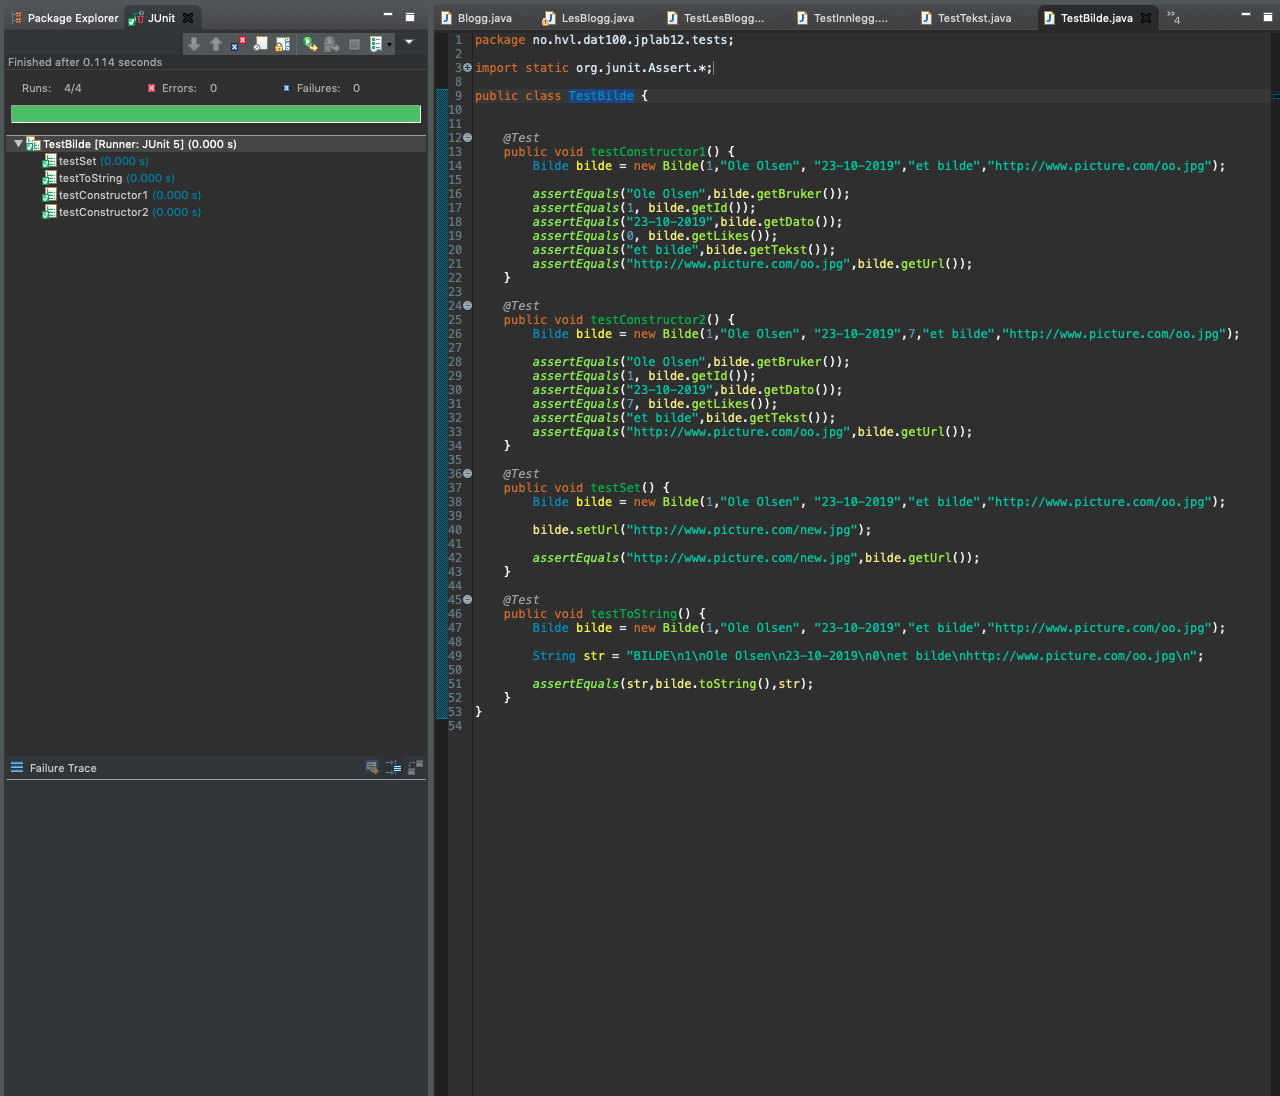 Package Explorer JUnit
Finished after 0.114 seconds
Runs: 4/4 Errors: 0 Failures: 0
TestBilde [Runner: JUnit 5] (0.000 s)
testSet (0.000 s)
testToString (0.000 s)
testConstructor1 (0.000 s)
testConstructor2 (0.000 s)
Failure Trace
Blogg.java LesBlogg.java TestLesBlogg... TestInnlegg.... TestTekst.java TestBilde.java »4
1 package no.hvl.dat100.jplab12.tests;
2
3 import static org.junit.Assert.*;
8
9 public class TestBilde {
10
11
12 @Test
13 public void testConstructor1() {
14 Bilde bilde = new Bilde(1,"Ole Olsen", "23-10-2019","et bilde","http://www.picture.com/oo.jpg");
15
16 assertEquals("Ole Olsen",bilde.getBruker());
17 assertEquals(1, bilde.getId());
18 assertEquals("23-10-2019",bilde.getDato());
19 assertEquals(0, bilde.getLikes());
20 assertEquals("et bilde",bilde.getTekst());
21 assertEquals("http://www.picture.com/oo.jpg",bilde.getUrl());
22 }
23
24 @Test
25 public void testConstructor2() {
26 Bilde bilde = new Bilde(1,"Ole Olsen", "23-10-2019",7,"et bilde","http://www.picture.com/oo.jpg");
27
28 assertEquals("Ole Olsen",bilde.getBruker());
29 assertEquals(1, bilde.getId());
30 assertEquals("23-10-2019",bilde.getDato());
31 assertEquals(7, bilde.getLikes());
32 assertEquals("et bilde",bilde.getTekst());
33 assertEquals("http://www.picture.com/oo.jpg",bilde.getUrl());
34 }
35
36 @Test
37 public void testSet() {
38 Bilde bilde = new Bilde(1,"Ole Olsen", "23-10-2019","et bilde","http://www.picture.com/oo.jpg");
39
40 bilde.setUrl("http://www.picture.com/new.jpg");
41
42 assertEquals("http://www.picture.com/new.jpg",bilde.getUrl());
43 }
44
45 @Test
46 public void testToString() {
47 Bilde bilde = new Bilde(1,"Ole Olsen", "23-10-2019","et bilde","http://www.picture.com/oo.jpg");
48
49 String str = "BILDE\n1\nOle Olsen\n23-10-2019\n0\net bilde\nhttp://www.picture.com/oo.jpg\n";
50
51 assertEquals(str,bilde.toString(),str);
52 }
53 }
54